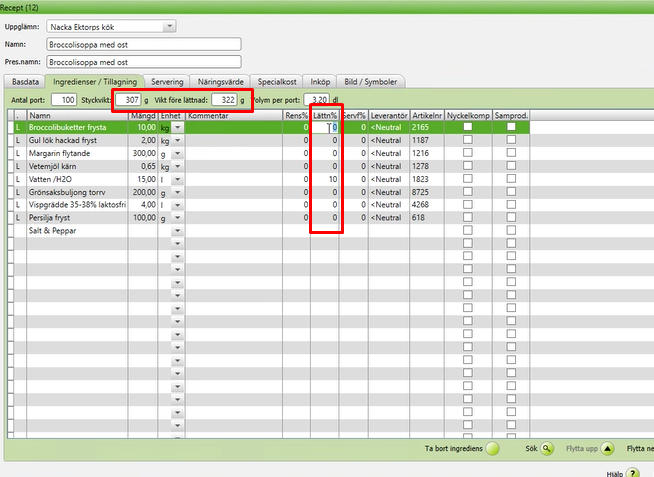 Recept (12)
Uppglämn: Nacka Ektorps kök
Namn: Broccolisoppa med ost
Pres.namn: Broccolisoppa med ost
Basdata Ingredienser / Tillagning Servering Näringsvärde Specialkost Inköp Bild / Symboler
Antal port: 100 Styckvikt: 307 g Vikt före lättnad: 322 g Volym per port: 3,20 dl
. Namn Mängd Enhet Kommentar Rens% Lättn% Servf% Leverantör Artikelnr Nyckelkomp Samprod.
L Broccolibuketter frysta 10,00 kg 0 0 0 <Neutral 2165
L Gul lök hackad fryst 2,00 kg 0 0 0 <Neutral 1187
L Margarin flytande 300,00 g 0 0 0 <Neutral 1216
L Vetemjöl kärn 0,65 kg 0 0 0 <Neutral 1278
L Vatten /H2O 15,00 l 0 10 0 <Neutral 1823
L Grönsaksbuljong torrv 200,00 g 0 0 0 <Neutral 8725
L Vispgrädde 35-38% laktosfri 4,00 l 0 0 0 <Neutral 4268
L Persilja fryst 100,00 g 0 0 0 <Neutral 618
Salt & Peppar
Ta bort ingrediens Sök Flytta upp Flytta ne
Hjälp ?